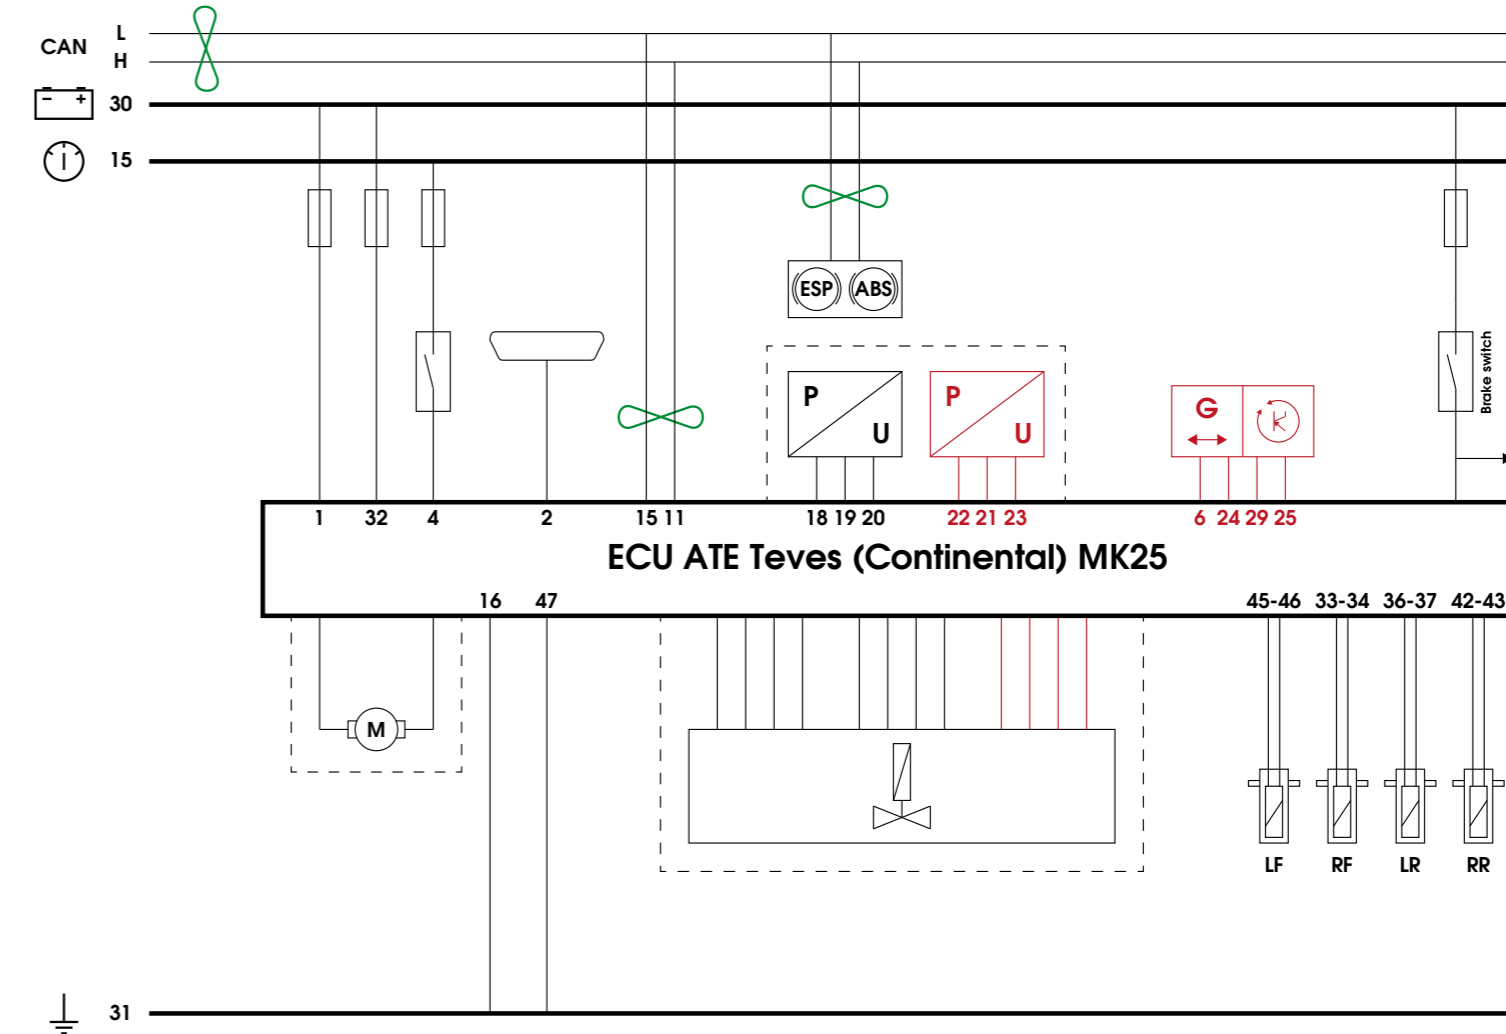 CAN L
H
- + 30
15
ESP ABS
Brake switch
P U P U G K
1 32 4 2 15 11 18 19 20 22 21 23 6 24 29 25
ECU ATE Teves (Continental) MK25
16 47 45-46 33-34 36-37 42-43
M
LF RF LR RR
31